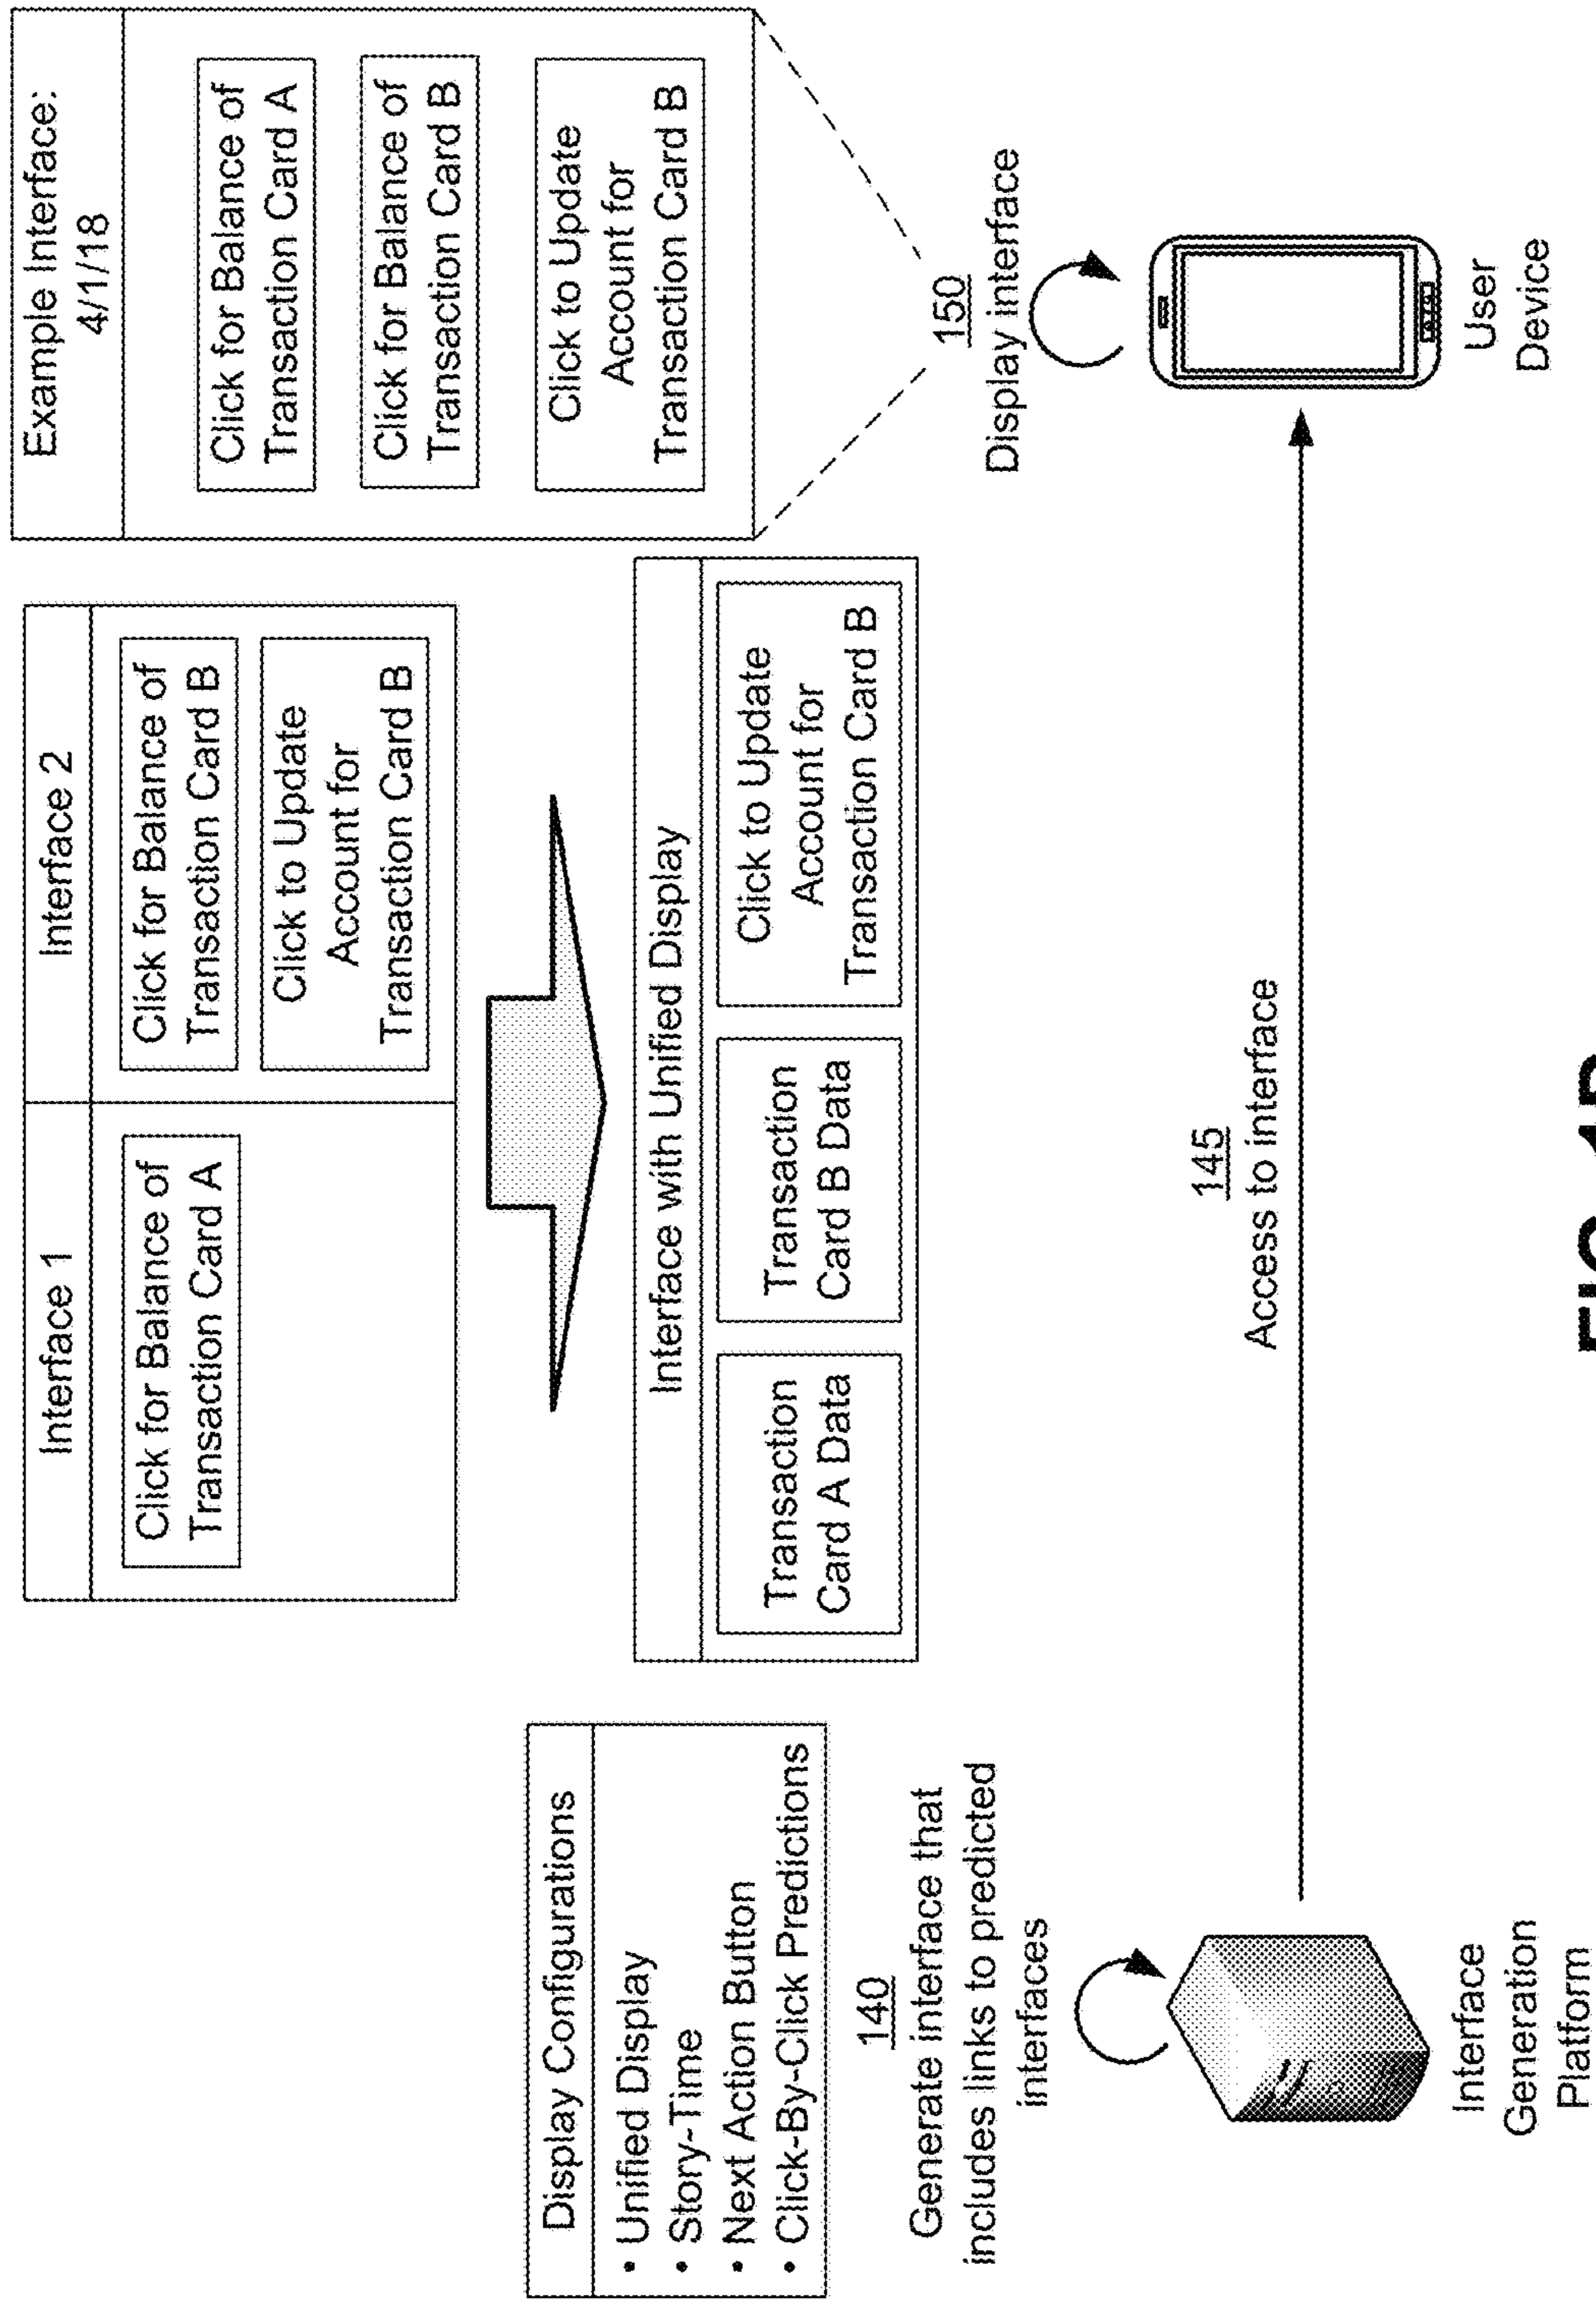 Interface 1
Click for Balance of
Transaction Card A
Interface 2
Click for Balance of
Transaction Card B
Click to Update
Account for
Transaction Card B
Example Interface:
4/1/18
Click for Balance of
Transaction Card A
Click for Balance of
Transaction Card B
Click to Update
Account for
Transaction Card B
Display Configurations
• Unified Display
• Story-Time
• Next Action Button
• Click-By-Click Predictions
Interface with Unified Display
Transaction
Card A Data
Transaction
Card B Data
Click to Update
Account for
Transaction Card B
140
Generate interface that
includes links to predicted
interfaces
150
Display interface
145
Access to interface
Interface
Generation
Platform
User
Device